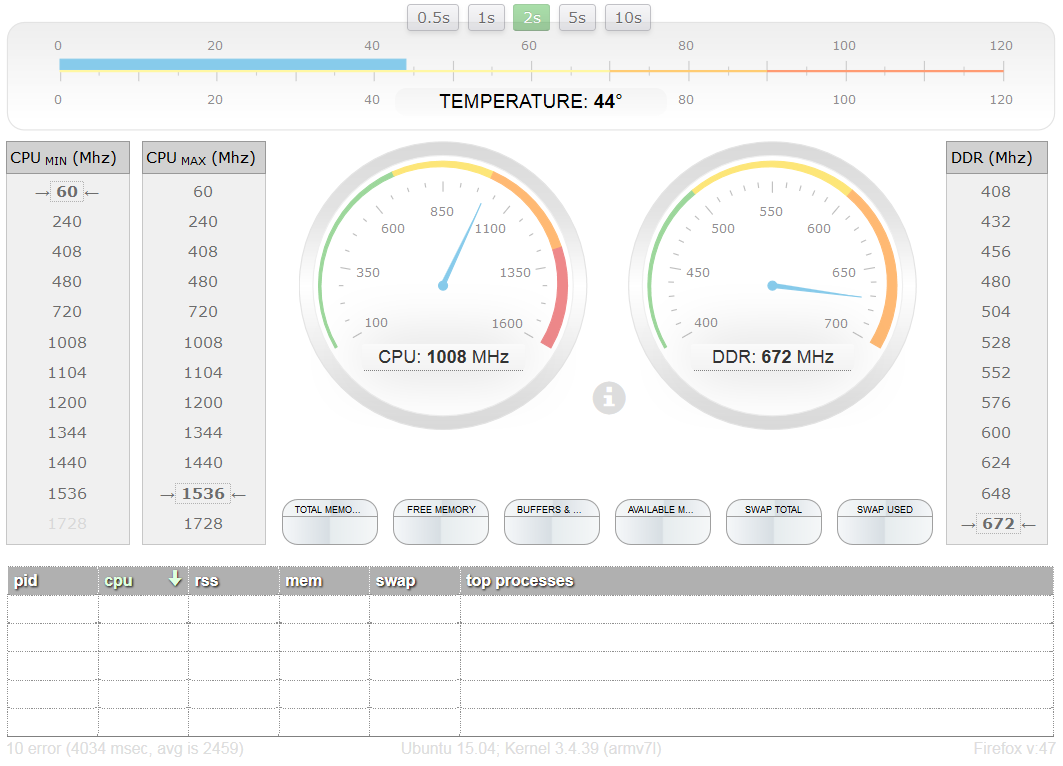 0.5s 1s 2s 5s 10s
0 20 40 60 80 100 120
0 20 40 80 100 120
TEMPERATURE: 44°
CPU MIN (Mhz)
→60←
240
408
480
720
1008
1104
1200
1344
1440
1536
1728
CPU MAX (Mhz)
60
240
408
480
720
1008
1104
1200
1344
1440
→1536←
1728
100 350 600 850 1100 1350 1600
CPU: 1008 MHz
400 450 500 550 600 650 700
DDR: 672 MHz
i
DDR (Mhz)
408
432
456
480
504
528
552
576
600
624
648
→672←
TOTAL MEMO... FREE MEMORY BUFFERS & ... AVAILABLE M... SWAP TOTAL SWAP USED
pid cpu ↓ rss mem swap top processes
10 error (4034 msec, avg is 2459) Ubuntu 15.04; Kernel 3.4.39 (armv7l) Firefox v:47